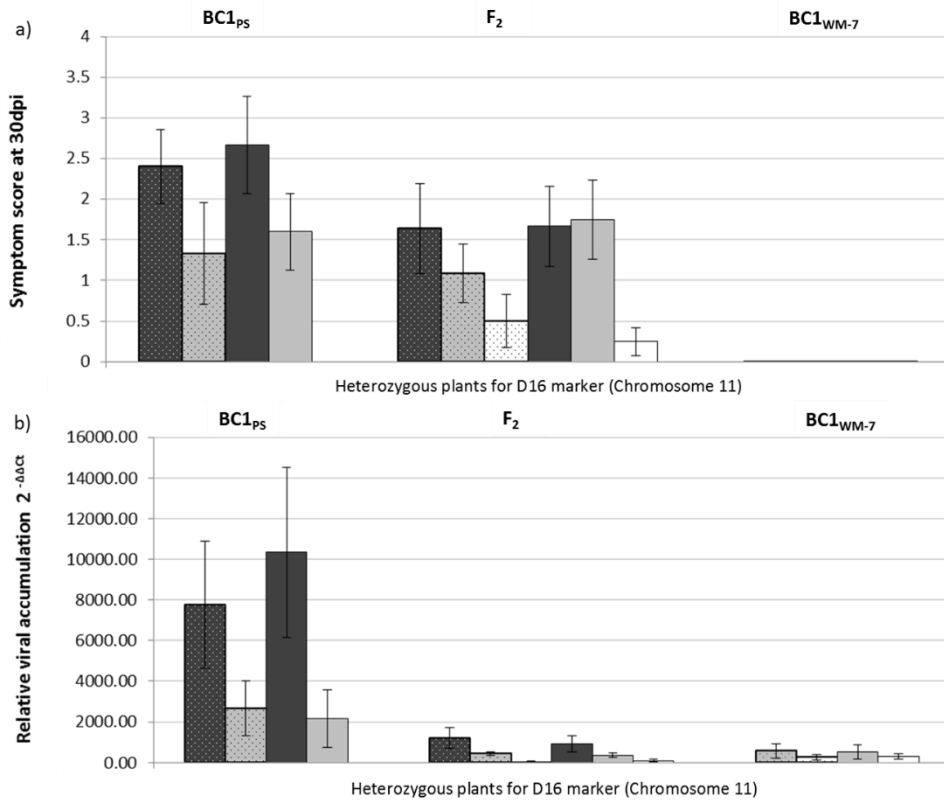 a)
BC1PS F2 BC1WM-7
Symptom score at 30dpi
4
3.5
3
2.5
2
1.5
1
0.5
0
Heterozygous plants for D16 marker (Chromosome 11)
b)
BC1PS F2 BC1WM-7
Relative viral accumulation 2 -ΔΔCt
16000.00
14000.00
12000.00
10000.00
8000.00
6000.00
4000.00
2000.00
0.00
Heterozygous plants for D16 marker (Chromosome 11)